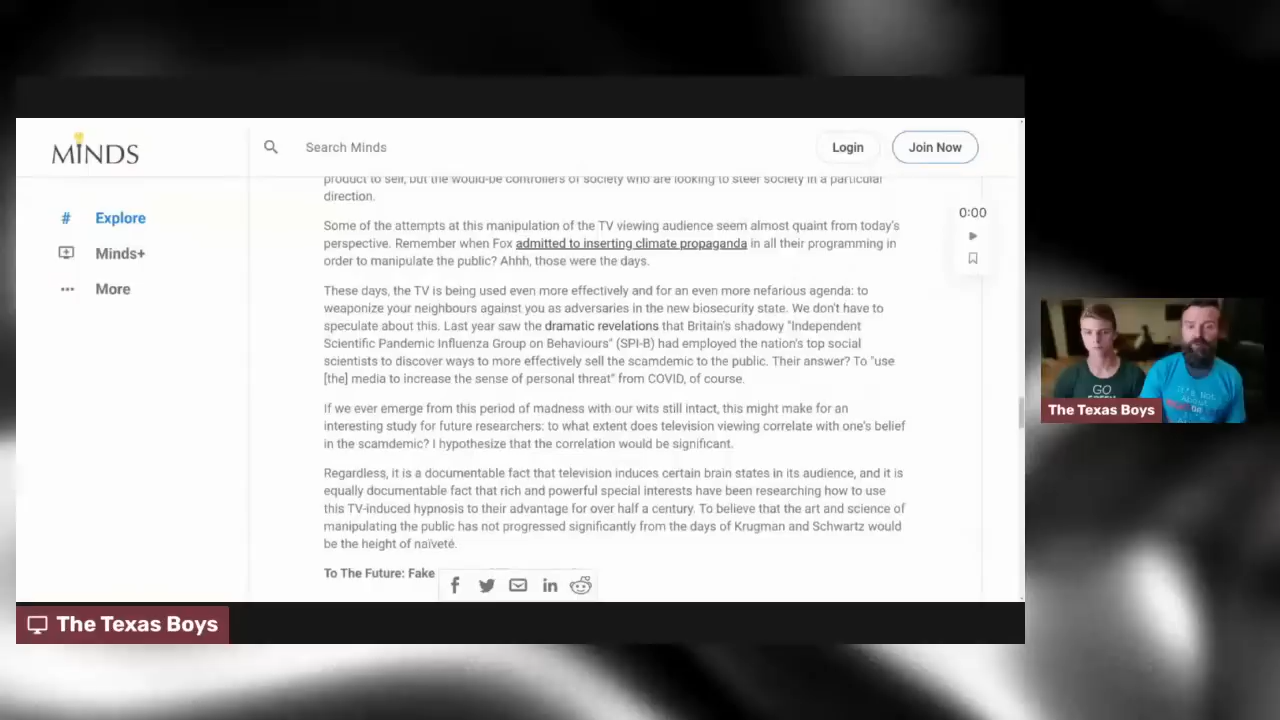 MINDS
Search Minds
Login
Join Now
# Explore
Minds+
More
0:00
product to sell, but the would-be controllers of society who are looking to steer society in a particular
direction.
Some of the attempts at this manipulation of the TV viewing audience seem almost quaint from today's
perspective. Remember when Fox admitted to inserting climate propaganda in all their programming in
order to manipulate the public? Ahhh, those were the days.
These days, the TV is being used even more effectively and for an even more nefarious agenda: to
weaponize your neighbours against you as adversaries in the new biosecurity state. We don't have to
speculate about this. Last year saw the dramatic revelations that Britain's shadowy "Independent
Scientific Pandemic Influenza Group on Behaviours" (SPI-B) had employed the nation's top social
scientists to discover ways to more effectively sell the scamdemic to the public. Their answer? To "use
[the] media to increase the sense of personal threat" from COVID, of course.
If we ever emerge from this period of madness with our wits still intact, this might make for an
interesting study for future researchers: to what extent does television viewing correlate with one's belief
in the scamdemic? I hypothesize that the correlation would be significant.
Regardless, it is a documentable fact that television induces certain brain states in its audience, and it is
equally documentable fact that rich and powerful special interests have been researching how to use
this TV-induced hypnosis to their advantage for over half a century. To believe that the art and science of
manipulating the public has not progressed significantly from the days of Krugman and Schwartz would
be the height of naïveté.
To The Future: Fake
The Texas Boys
GO
The Texas Boys